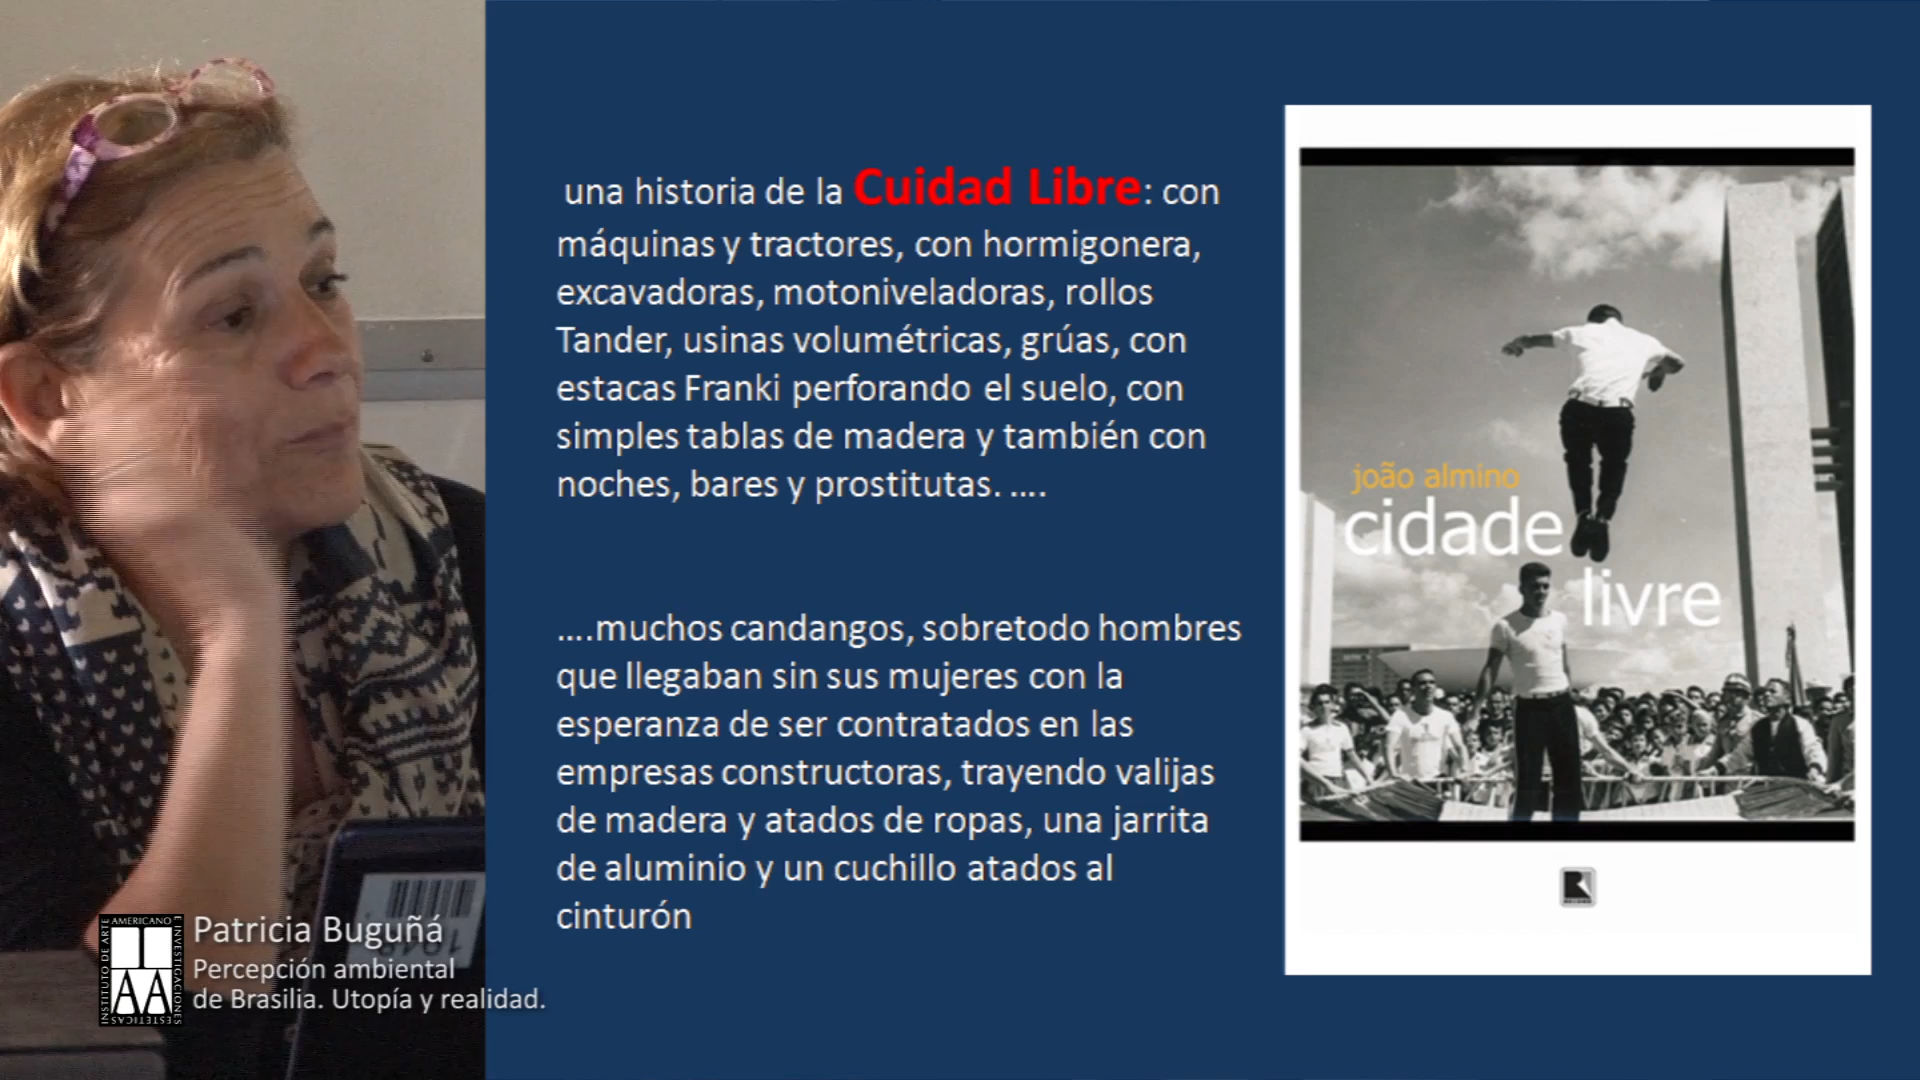 una historia de la Cuidad Libre: con
máquinas y tractores, con hormigonera,
excavadoras, motoniveladoras, rollos
Tander, usinas volumétricas, grúas, con
estacas Franki perforando el suelo, con
simples tablas de madera y también con
noches, bares y prostitutas. ....
....muchos candangos, sobretodo hombres
que llegaban sin sus mujeres con la
esperanza de ser contratados en las
empresas constructoras, trayendo valijas
de madera y atados de ropas, una jarrita
de aluminio y un cuchillo atados al
cinturón
joão almino
cidade
livre
R
INSTITUTO DE ARTE
AMERICANO
E INVESTIGACIONES
ESTETICAS
IAA
Patricia Buguñá
Percepción ambiental
de Brasilia. Utopía y realidad.